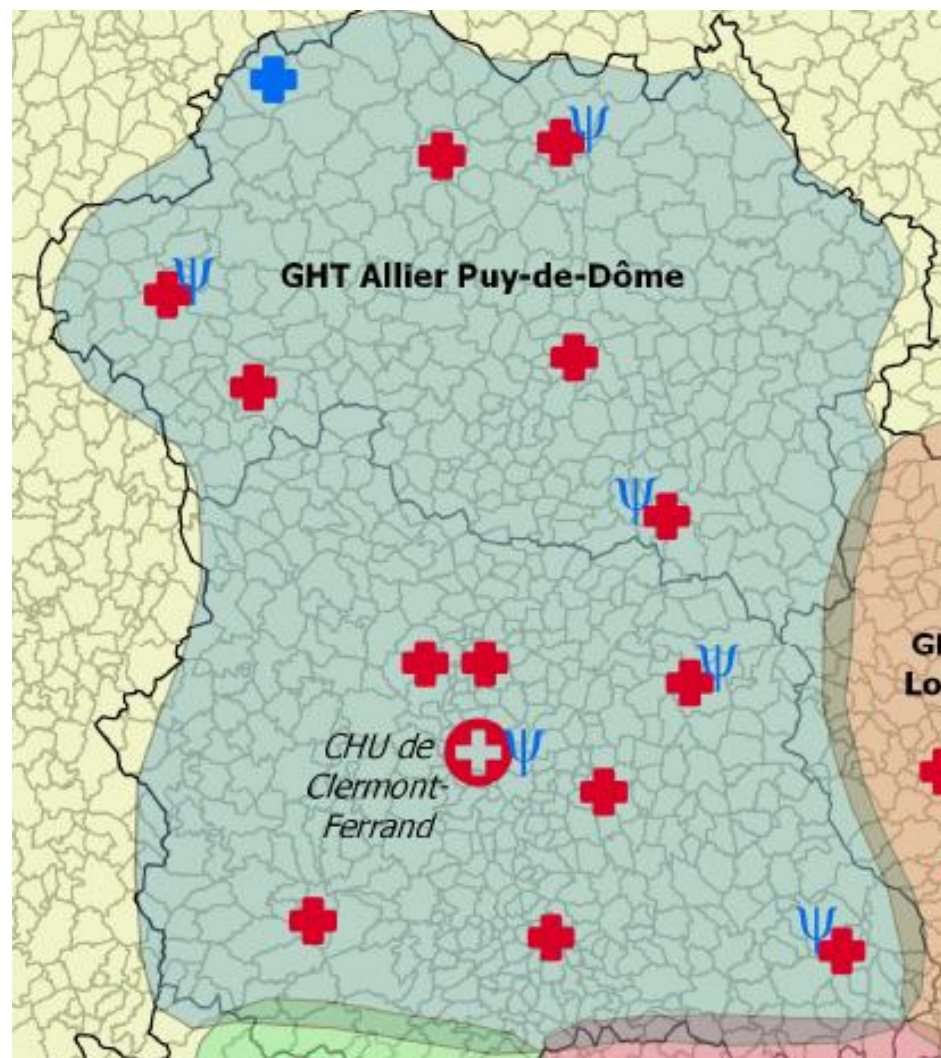 GHT Allier Puy-de-Dôme
CHU de
Clermont-
Ferrand
Ψ
Ψ
Ψ
Ψ
Ψ
Ψ